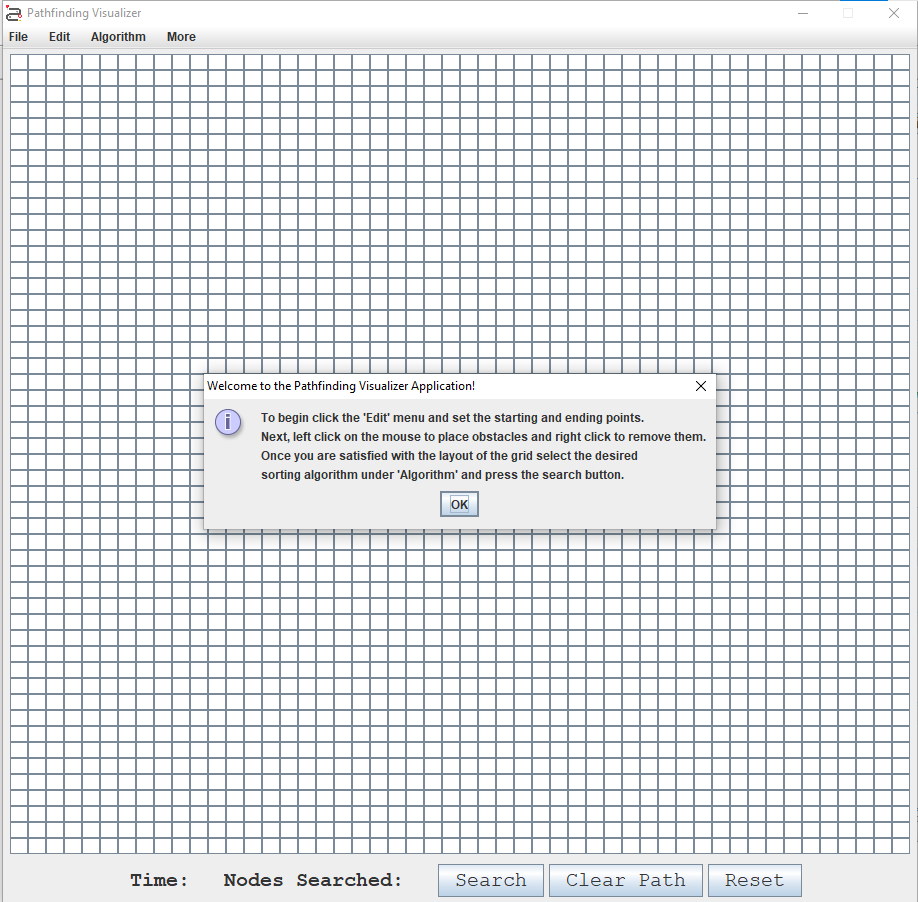 Pathfinding Visualizer
File Edit Algorithm More
Welcome to the Pathfinding Visualizer Application!
i
To begin click the 'Edit' menu and set the starting and ending points.
Next, left click on the mouse to place obstacles and right click to remove them.
Once you are satisfied with the layout of the grid select the desired
sorting algorithm under 'Algorithm' and press the search button.
OK
Time: Nodes Searched: Search Clear Path Reset